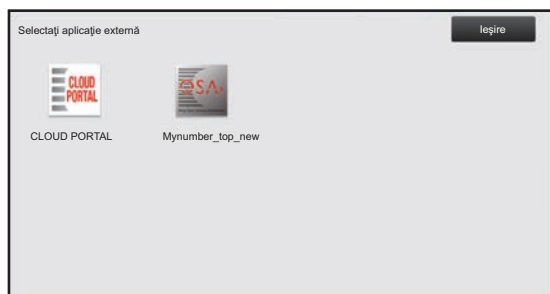 Selectaţi aplicaţie externă
Ieşire
CLOUD
PORTAL
OSA
CLOUD PORTAL
Mynumber_top_new